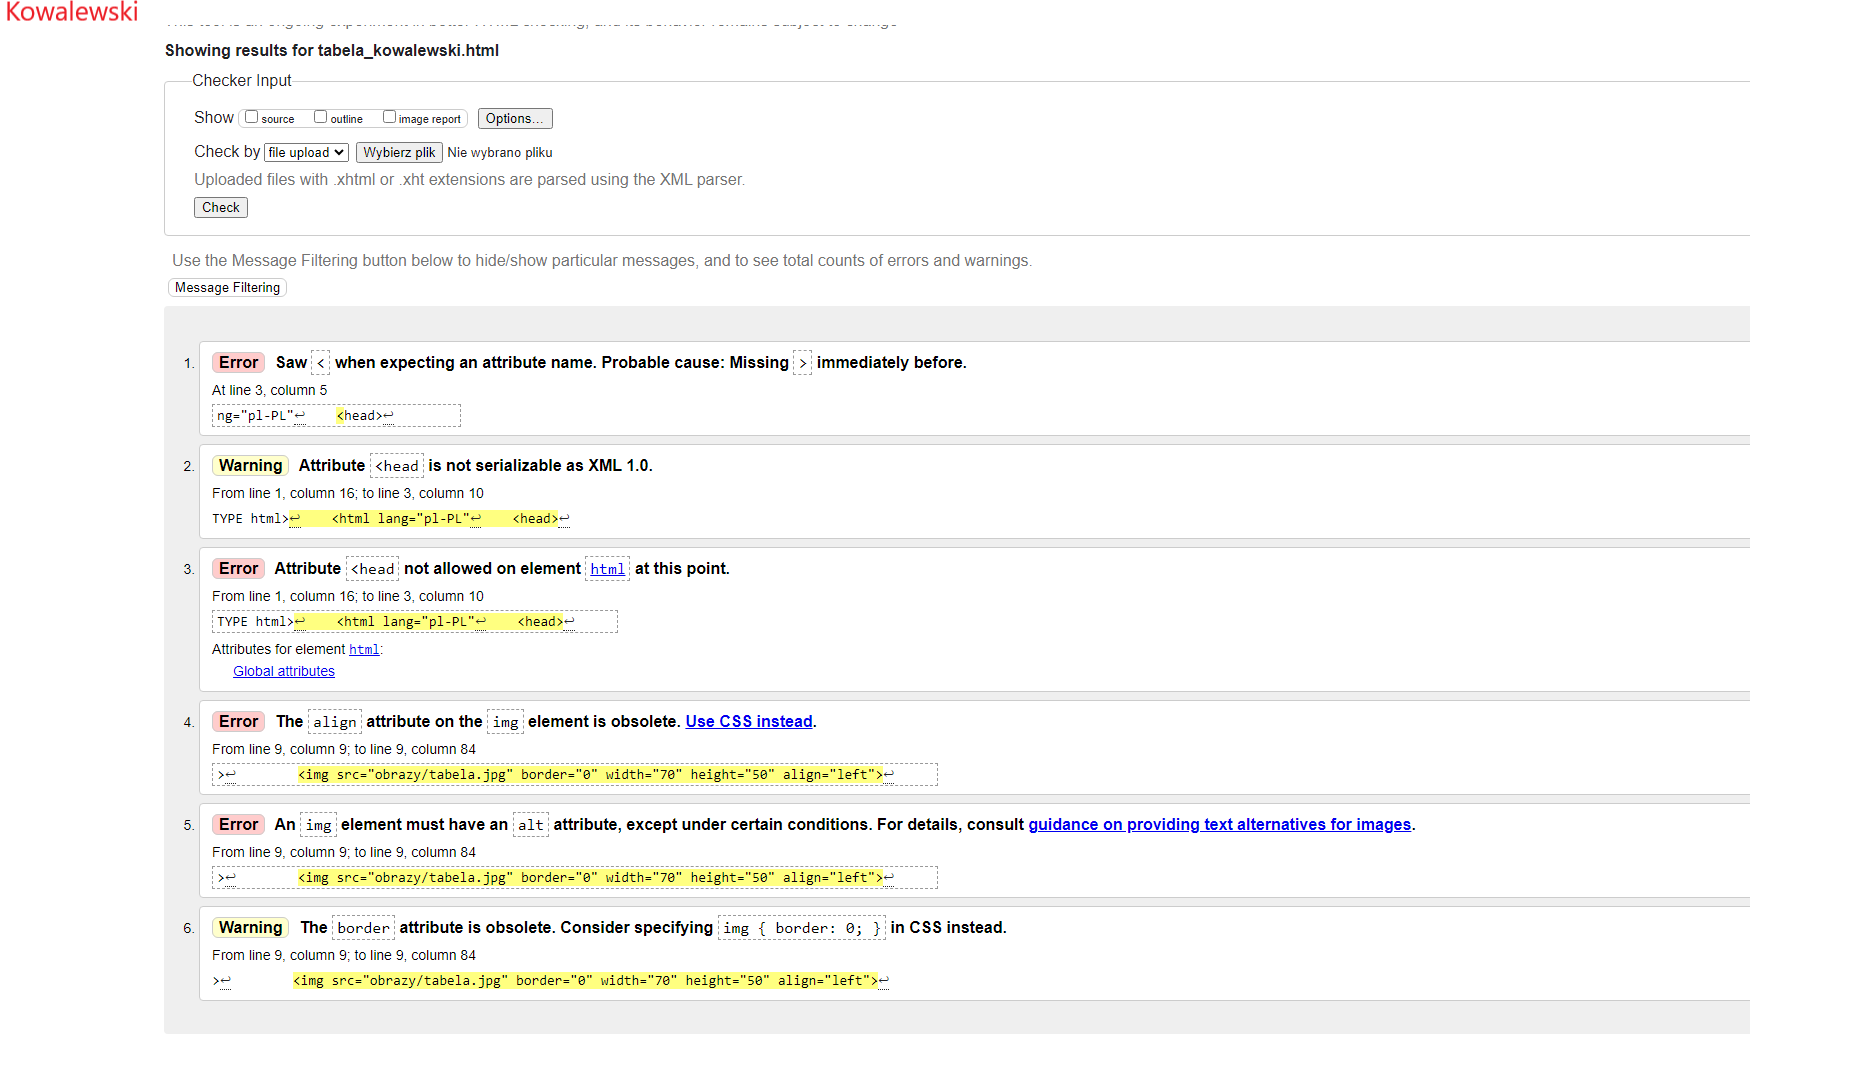 Kowalewski
Showing results for tabela_kowalewski.html
Checker Input
Show source outline image report Options...
Check by file upload Wybierz plik Nie wybrano pliku
Uploaded files with .xhtml or .xht extensions are parsed using the XML parser.
Check
Use the Message Filtering button below to hide/show particular messages, and to see total counts of errors and warnings.
Message Filtering
1. Error Saw < when expecting an attribute name. Probable cause: Missing > immediately before.
At line 3, column 5
ng="pl-PL"↩ <head>↩
2. Warning Attribute <head is not serializable as XML 1.0.
From line 1, column 16; to line 3, column 10
TYPE html>↩ <html lang="pl-PL"↩ <head>↩
3. Error Attribute <head not allowed on element html at this point.
From line 1, column 16; to line 3, column 10
TYPE html>↩ <html lang="pl-PL"↩ <head>↩
Attributes for element html:
Global attributes
4. Error The align attribute on the img element is obsolete. Use CSS instead.
From line 9, column 9; to line 9, column 84
>↩ <img src="obrazy/tabela.jpg" border="0" width="70" height="50" align="left">↩
5. Error An img element must have an alt attribute, except under certain conditions. For details, consult guidance on providing text alternatives for images.
From line 9, column 9; to line 9, column 84
>↩ <img src="obrazy/tabela.jpg" border="0" width="70" height="50" align="left">↩
6. Warning The border attribute is obsolete. Consider specifying img { border: 0; } in CSS instead.
From line 9, column 9; to line 9, column 84
>↩ <img src="obrazy/tabela.jpg" border="0" width="70" height="50" align="left">↩